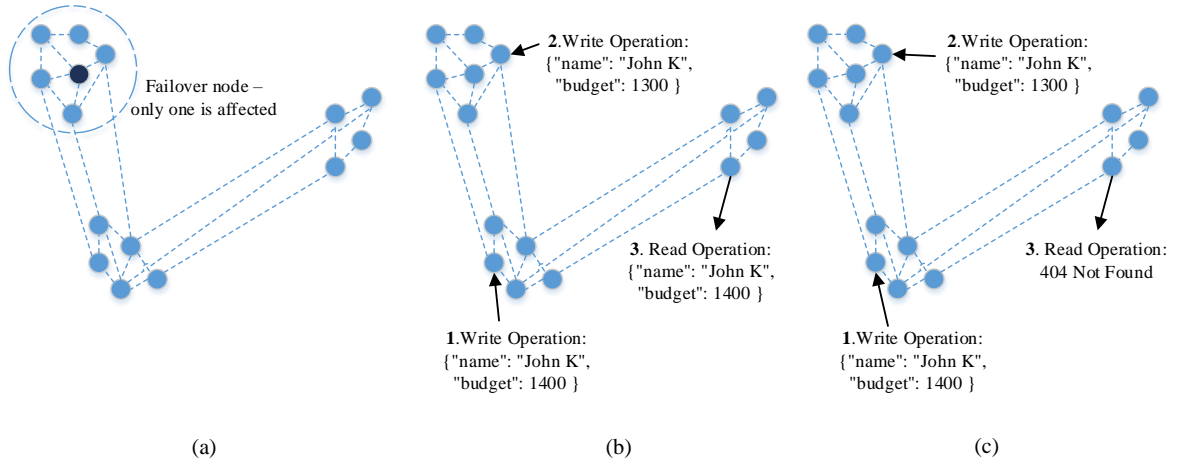 Failover node –
only one is affected
(a)
2.Write Operation:
{"name": "John K",
"budget": 1300 }
3. Read Operation:
{"name": "John K",
"budget": 1400 }
1.Write Operation:
{"name": "John K",
"budget": 1400 }
(b)
2.Write Operation:
{"name": "John K",
"budget": 1300 }
3. Read Operation:
404 Not Found
1.Write Operation:
{"name": "John K",
"budget": 1400 }
(c)